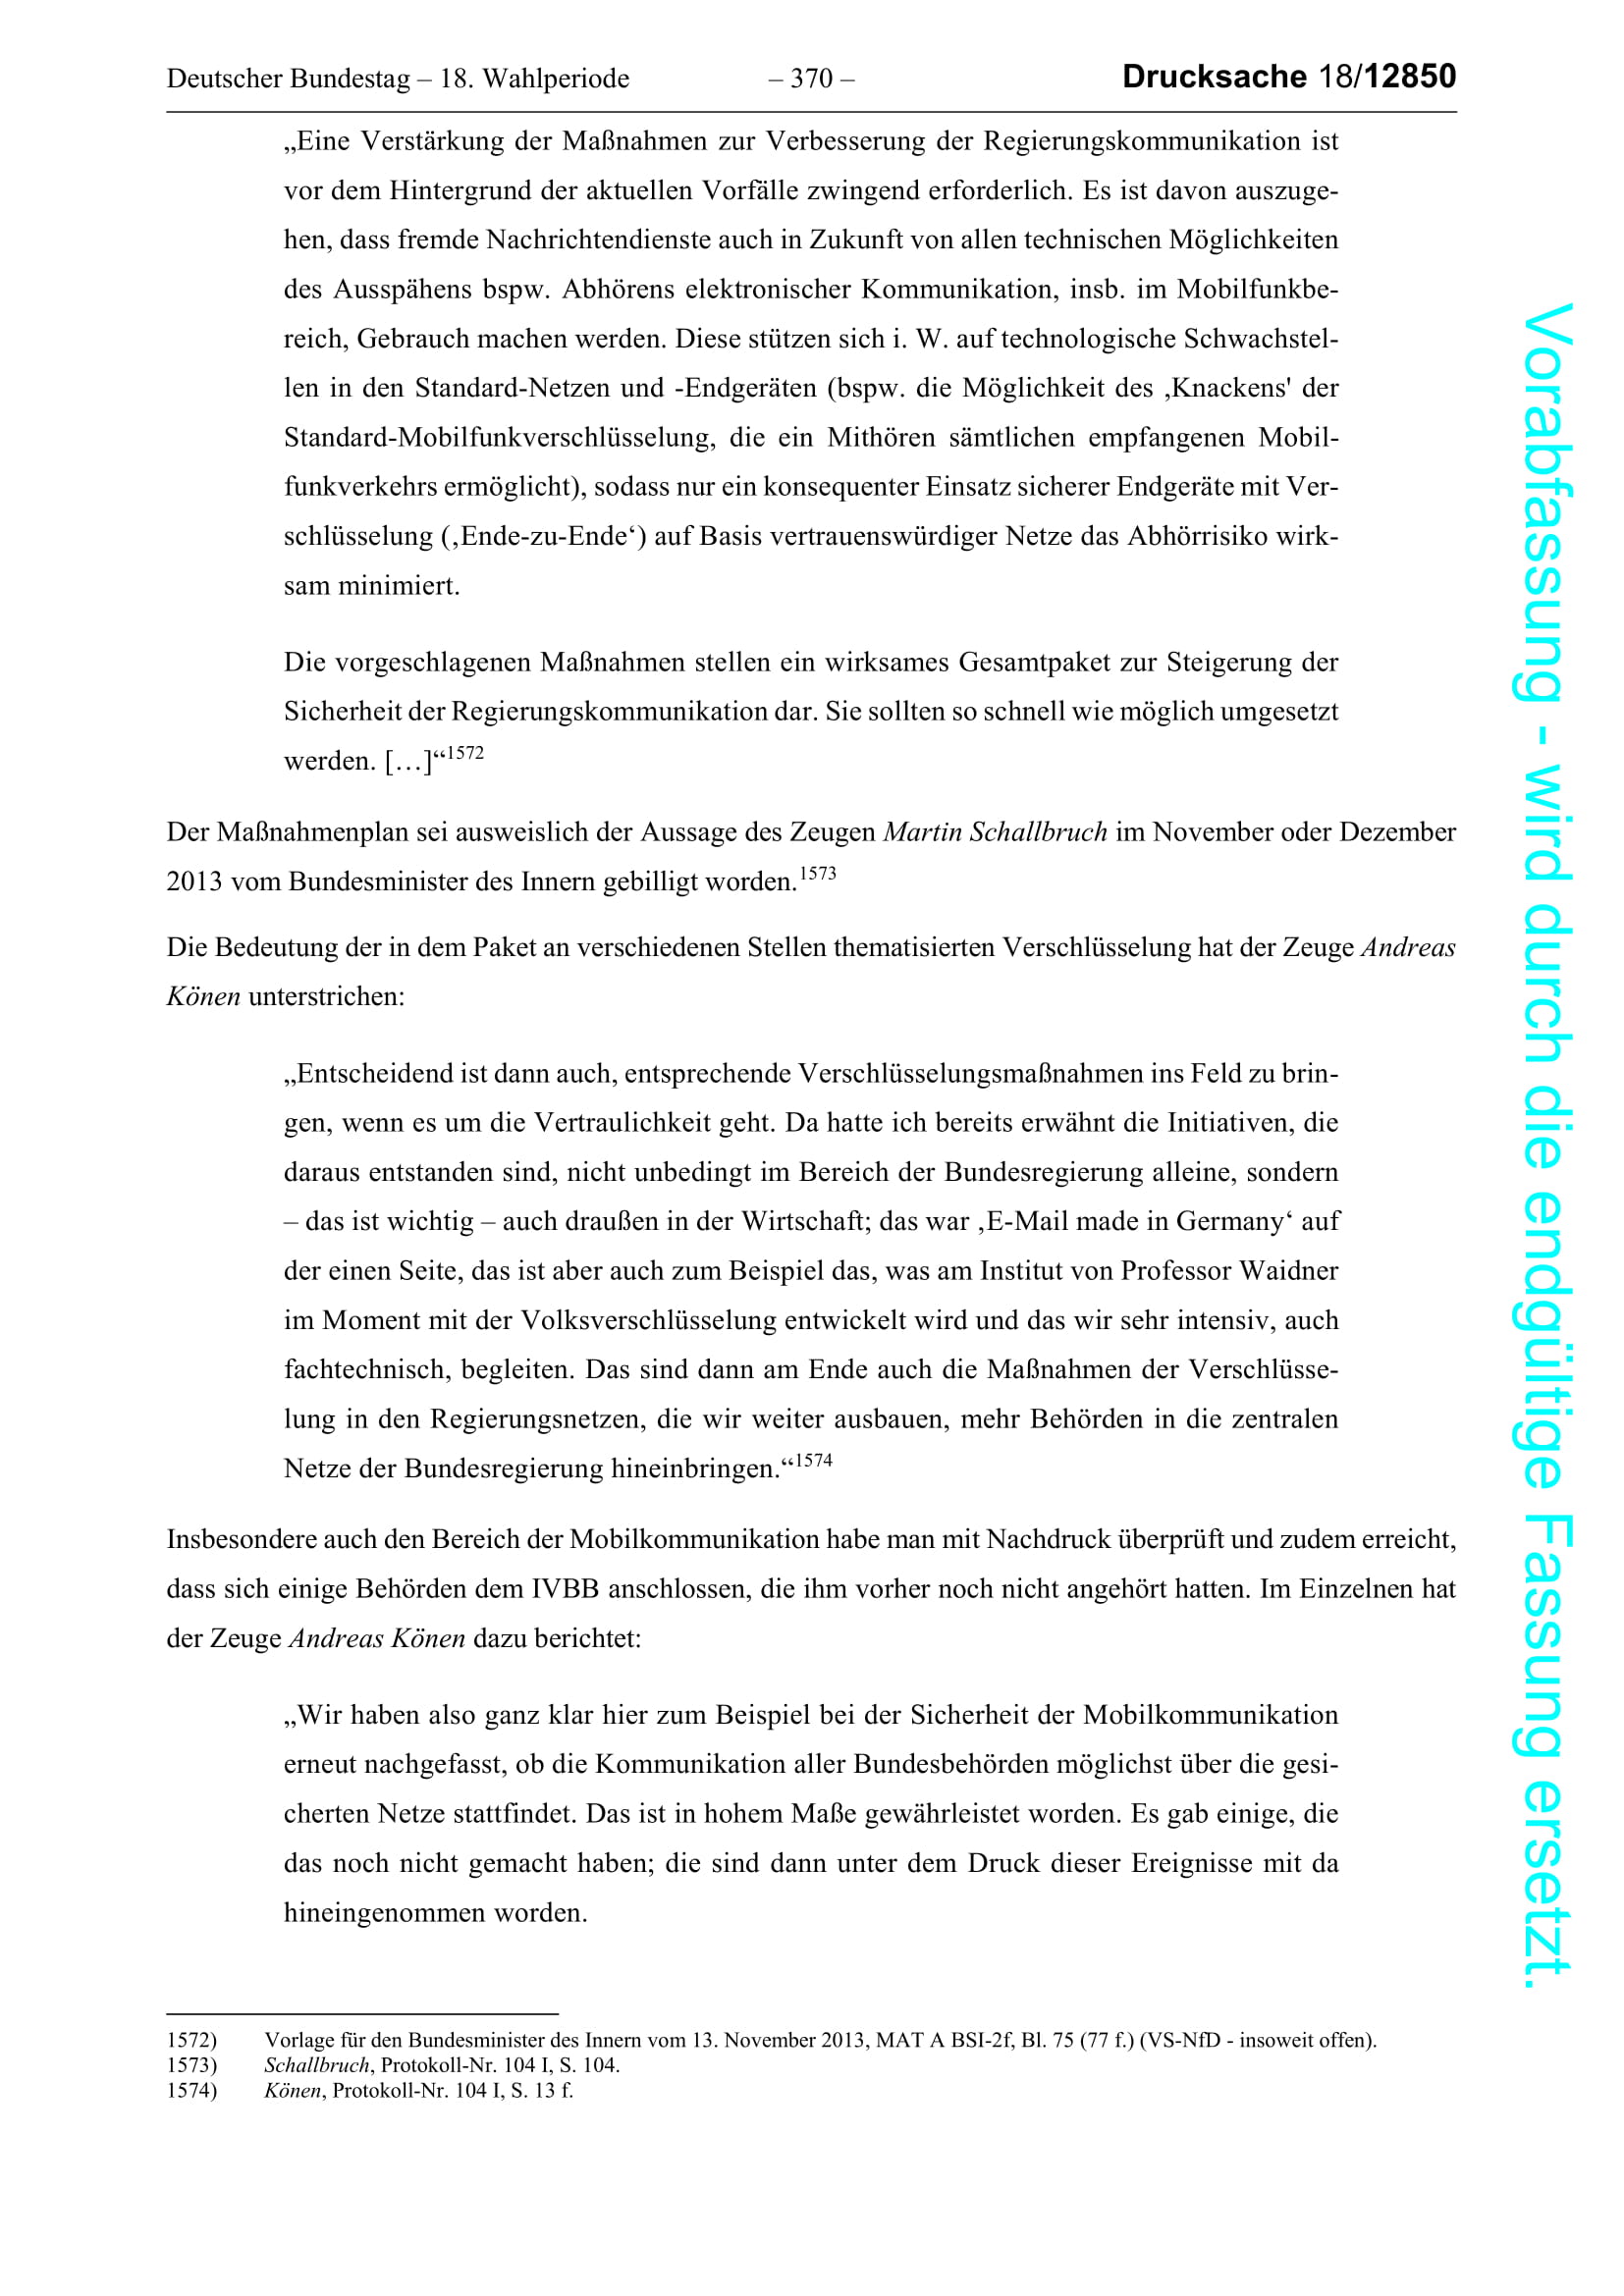 Deutscher Bundestag – 18. Wahlperiode – 370 – Drucksache 18/12850
„Eine Verstärkung der Maßnahmen zur Verbesserung der Regierungskommunikation ist
vor dem Hintergrund der aktuellen Vorfälle zwingend erforderlich. Es ist davon auszuge-
hen, dass fremde Nachrichtendienste auch in Zukunft von allen technischen Möglichkeiten
des Ausspähens bspw. Abhörens elektronischer Kommunikation, insb. im Mobilfunkbe-
reich, Gebrauch machen werden. Diese stützen sich i. W. auf technologische Schwachstel-
len in den Standard-Netzen und -Endgeräten (bspw. die Möglichkeit des ‚Knackens' der
Standard-Mobilfunkverschlüsselung, die ein Mithören sämtlichen empfangenen Mobil-
funkverkehrs ermöglicht), sodass nur ein konsequenter Einsatz sicherer Endgeräte mit Ver-
schlüsselung (‚Ende-zu-Ende‘) auf Basis vertrauenswürdiger Netze das Abhörrisiko wirk-
sam minimiert.
Die vorgeschlagenen Maßnahmen stellen ein wirksames Gesamtpaket zur Steigerung der
Sicherheit der Regierungskommunikation dar. Sie sollten so schnell wie möglich umgesetzt
werden. […]“1572
Der Maßnahmenplan sei ausweislich der Aussage des Zeugen Martin Schallbruch im November oder Dezember
2013 vom Bundesminister des Innern gebilligt worden.1573
Die Bedeutung der in dem Paket an verschiedenen Stellen thematisierten Verschlüsselung hat der Zeuge Andreas
Könen unterstrichen:
„Entscheidend ist dann auch, entsprechende Verschlüsselungsmaßnahmen ins Feld zu brin-
gen, wenn es um die Vertraulichkeit geht. Da hatte ich bereits erwähnt die Initiativen, die
daraus entstanden sind, nicht unbedingt im Bereich der Bundesregierung alleine, sondern
– das ist wichtig – auch draußen in der Wirtschaft; das war ‚E-Mail made in Germany‘ auf
der einen Seite, das ist aber auch zum Beispiel das, was am Institut von Professor Waidner
im Moment mit der Volksverschlüsselung entwickelt wird und das wir sehr intensiv, auch
fachtechnisch, begleiten. Das sind dann am Ende auch die Maßnahmen der Verschlüsse-
lung in den Regierungsnetzen, die wir weiter ausbauen, mehr Behörden in die zentralen
Netze der Bundesregierung hineinbringen.“1574
Insbesondere auch den Bereich der Mobilkommunikation habe man mit Nachdruck überprüft und zudem erreicht,
dass sich einige Behörden dem IVBB anschlossen, die ihm vorher noch nicht angehört hatten. Im Einzelnen hat
der Zeuge Andreas Könen dazu berichtet:
„Wir haben also ganz klar hier zum Beispiel bei der Sicherheit der Mobilkommunikation
erneut nachgefasst, ob die Kommunikation aller Bundesbehörden möglichst über die gesi-
cherten Netze stattfindet. Das ist in hohem Maße gewährleistet worden. Es gab einige, die
das noch nicht gemacht haben; die sind dann unter dem Druck dieser Ereignisse mit da
hineingenommen worden.
1572) Vorlage für den Bundesminister des Innern vom 13. November 2013, MAT A BSI-2f, Bl. 75 (77 f.) (VS-NfD - insoweit offen).
1573) Schallbruch, Protokoll-Nr. 104 I, S. 104.
1574) Könen, Protokoll-Nr. 104 I, S. 13 f.
Vorabfassung - wird durch die endgültige Fassung ersetzt.